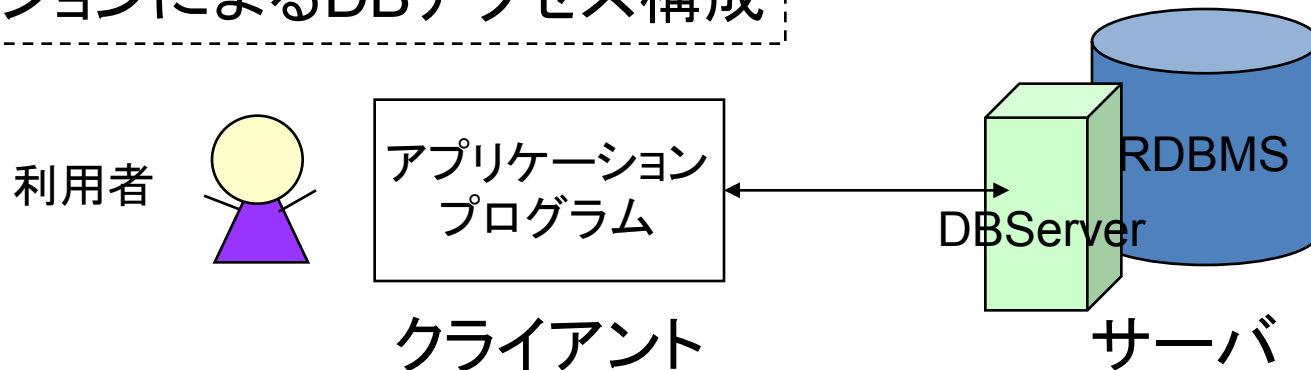 ションによるDBアクセス構成
利用者
アプリケーション
プログラム
RDBMS
DBServer
クライアント
サーバ